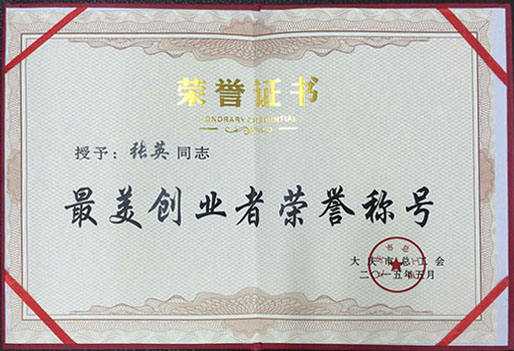 荣誉证书
HONORARY CREDENTIAL
授予：张英同志
最美创业者荣誉称号
大庆市总工会
二〇一五年五月